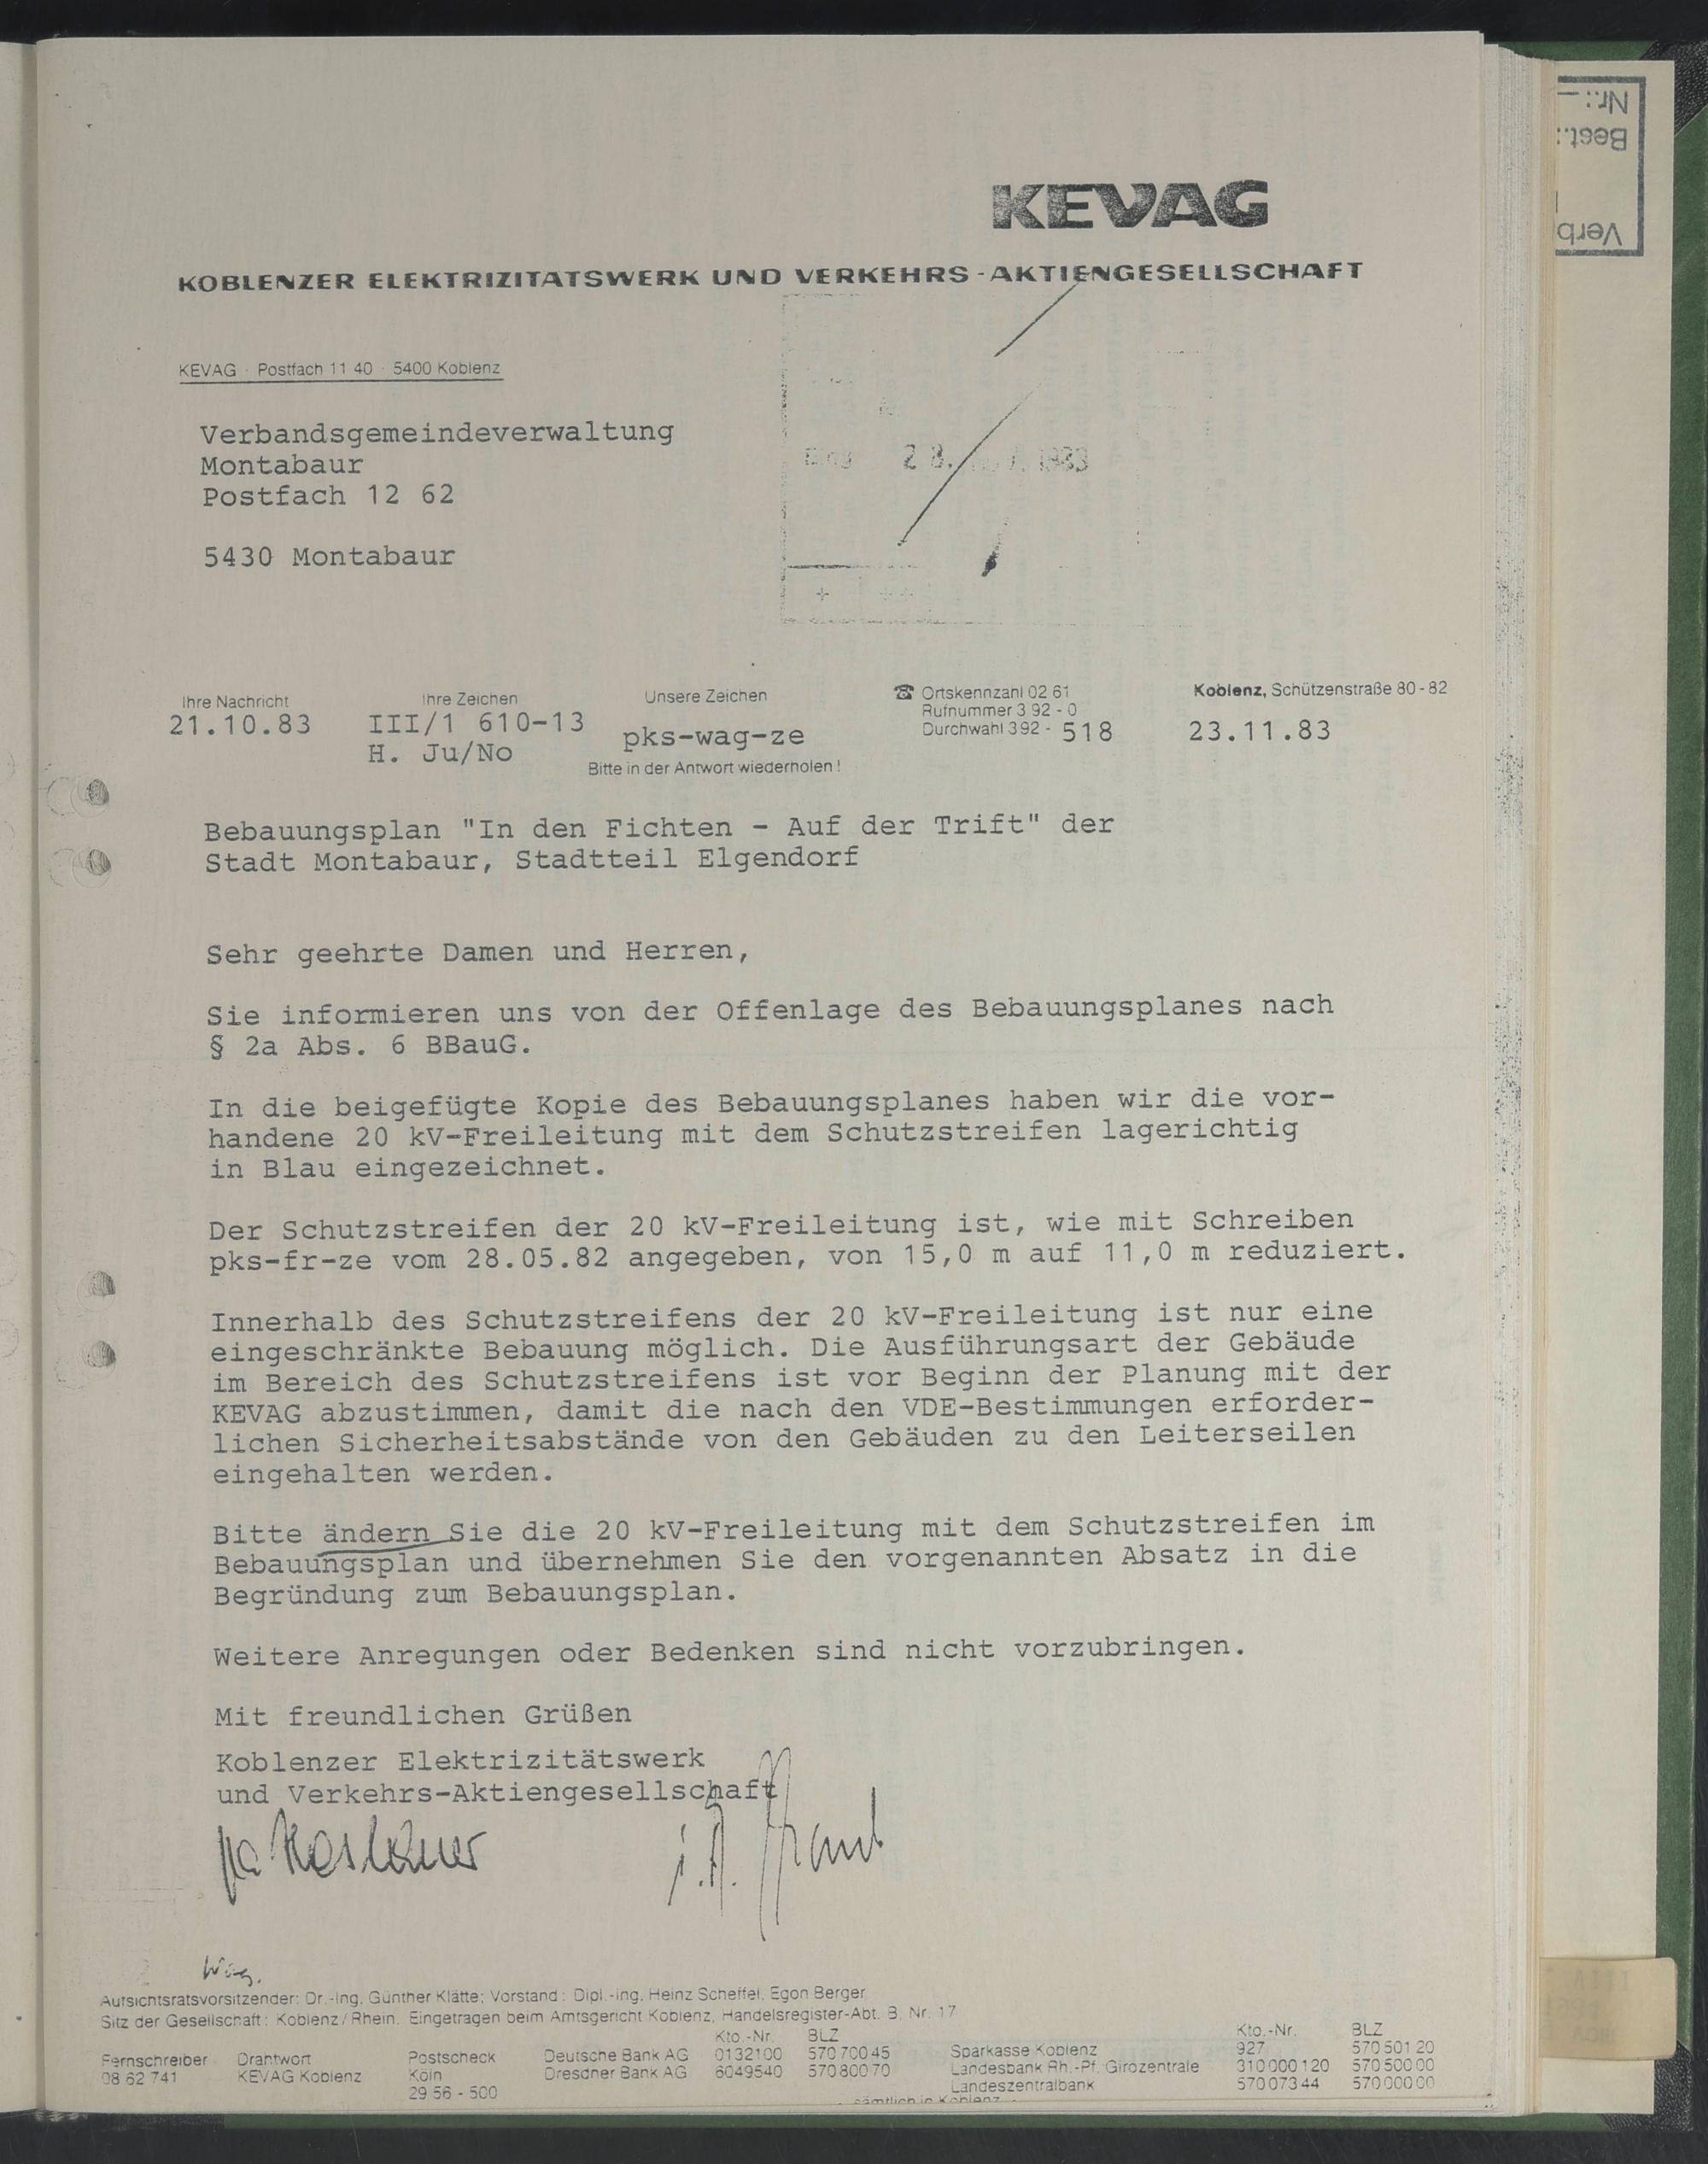 KEVAG
KOBLENZER ELEKTRIZITATSWERK UND VERKEHRS-AKTIENGESELLSCHAFT
KEVAG · Postfach 11 40 · 5400 Koblenz
Verbandsgemeindeverwaltung
Montabaur
Postfach 12 62
5430 Montabaur
28. 1983
Ihre Nachricht
21.10.83
Ihre Zeichen
III/1 610-13
H. Ju/No
Unsere Zeichen
pks-wag-ze
Bitte in der Antwort wiederholen!
☎ Ortskennzahl 02 61
Rufnummer 3 92 - 0
Durchwahl 392 - 518
Koblenz, Schützenstraße 80-82
23.11.83
Bebauungsplan "In den Fichten - Auf der Trift" der
Stadt Montabaur, Stadtteil Elgendorf
Sehr geehrte Damen und Herren,
Sie informieren uns von der Offenlage des Bebauungsplanes nach
§ 2a Abs. 6 BBauG.
In die beigefügte Kopie des Bebauungsplanes haben wir die vor-
handene 20 kV-Freileitung mit dem Schutzstreifen lagerichtig
in Blau eingezeichnet.
Der Schutzstreifen der 20 kV-Freileitung ist, wie mit Schreiben
pks-fr-ze vom 28.05.82 angegeben, von 15,0 m auf 11,0 m reduziert.
Innerhalb des Schutzstreifens der 20 kV-Freileitung ist nur eine
eingeschränkte Bebauung möglich. Die Ausführungsart der Gebäude
im Bereich des Schutzstreifens ist vor Beginn der Planung mit der
KEVAG abzustimmen, damit die nach den VDE-Bestimmungen erforder-
lichen Sicherheitsabstände von den Gebäuden zu den Leiterseilen
eingehalten werden.
Bitte ändern Sie die 20 kV-Freileitung mit dem Schutzstreifen im
Bebauungsplan und übernehmen Sie den vorgenannten Absatz in die
Begründung zum Bebauungsplan.
Weitere Anregungen oder Bedenken sind nicht vorzubringen.
Mit freundlichen Grüßen
Koblenzer Elektrizitätswerk
und Verkehrs-Aktiengesellschaft
i.A.
Wag.
Aufsichtsratsvorsitzender: Dr.-Ing. Günther Klätte; Vorstand: Dipl.-Ing. Heinz Scheffel, Egon Berger
Sitz der Gesellschaft: Koblenz/Rhein. Eingetragen beim Amtsgericht Koblenz, Handelsregister-Abt. B, Nr. 17
Fernschreiber
08 62 741
Drahtwort
KEVAG Koblenz
Postscheck
Köln
29 56 - 500
Kto.-Nr. BLZ
Deutsche Bank AG 0132100 570 700 45
Dresdner Bank AG 6049540 570 800 70
Kto.-Nr. BLZ
Sparkasse Koblenz 927 570 501 20
Landesbank Rh.-Pf. Girozentrale 310 000 120 570 500 00
Landeszentralbank 570 073 44 570 000 00
sämtlich in Koblenz
Nr.:
Best.:
Verb